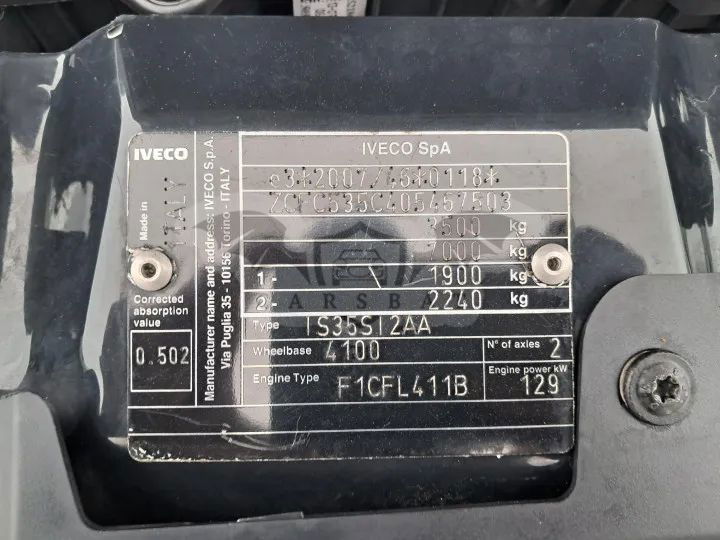 IVECO
IVECO SpA
Made in
ITALY
Manufacturer name and address: IVECO S.p.A.
Via Puglia 35 - 10156 Torino - ITALY
e3*2007/46*0118*
ZCFC535C405457503
3500 kg
7000 kg
1- 1900 kg
2- 2240 kg
Corrected
absorption
value
0.502
Type IS35SI2AA
Wheelbase 4100
N° of axles 2
Engine Type F1CFL411B
Engine power kW
129